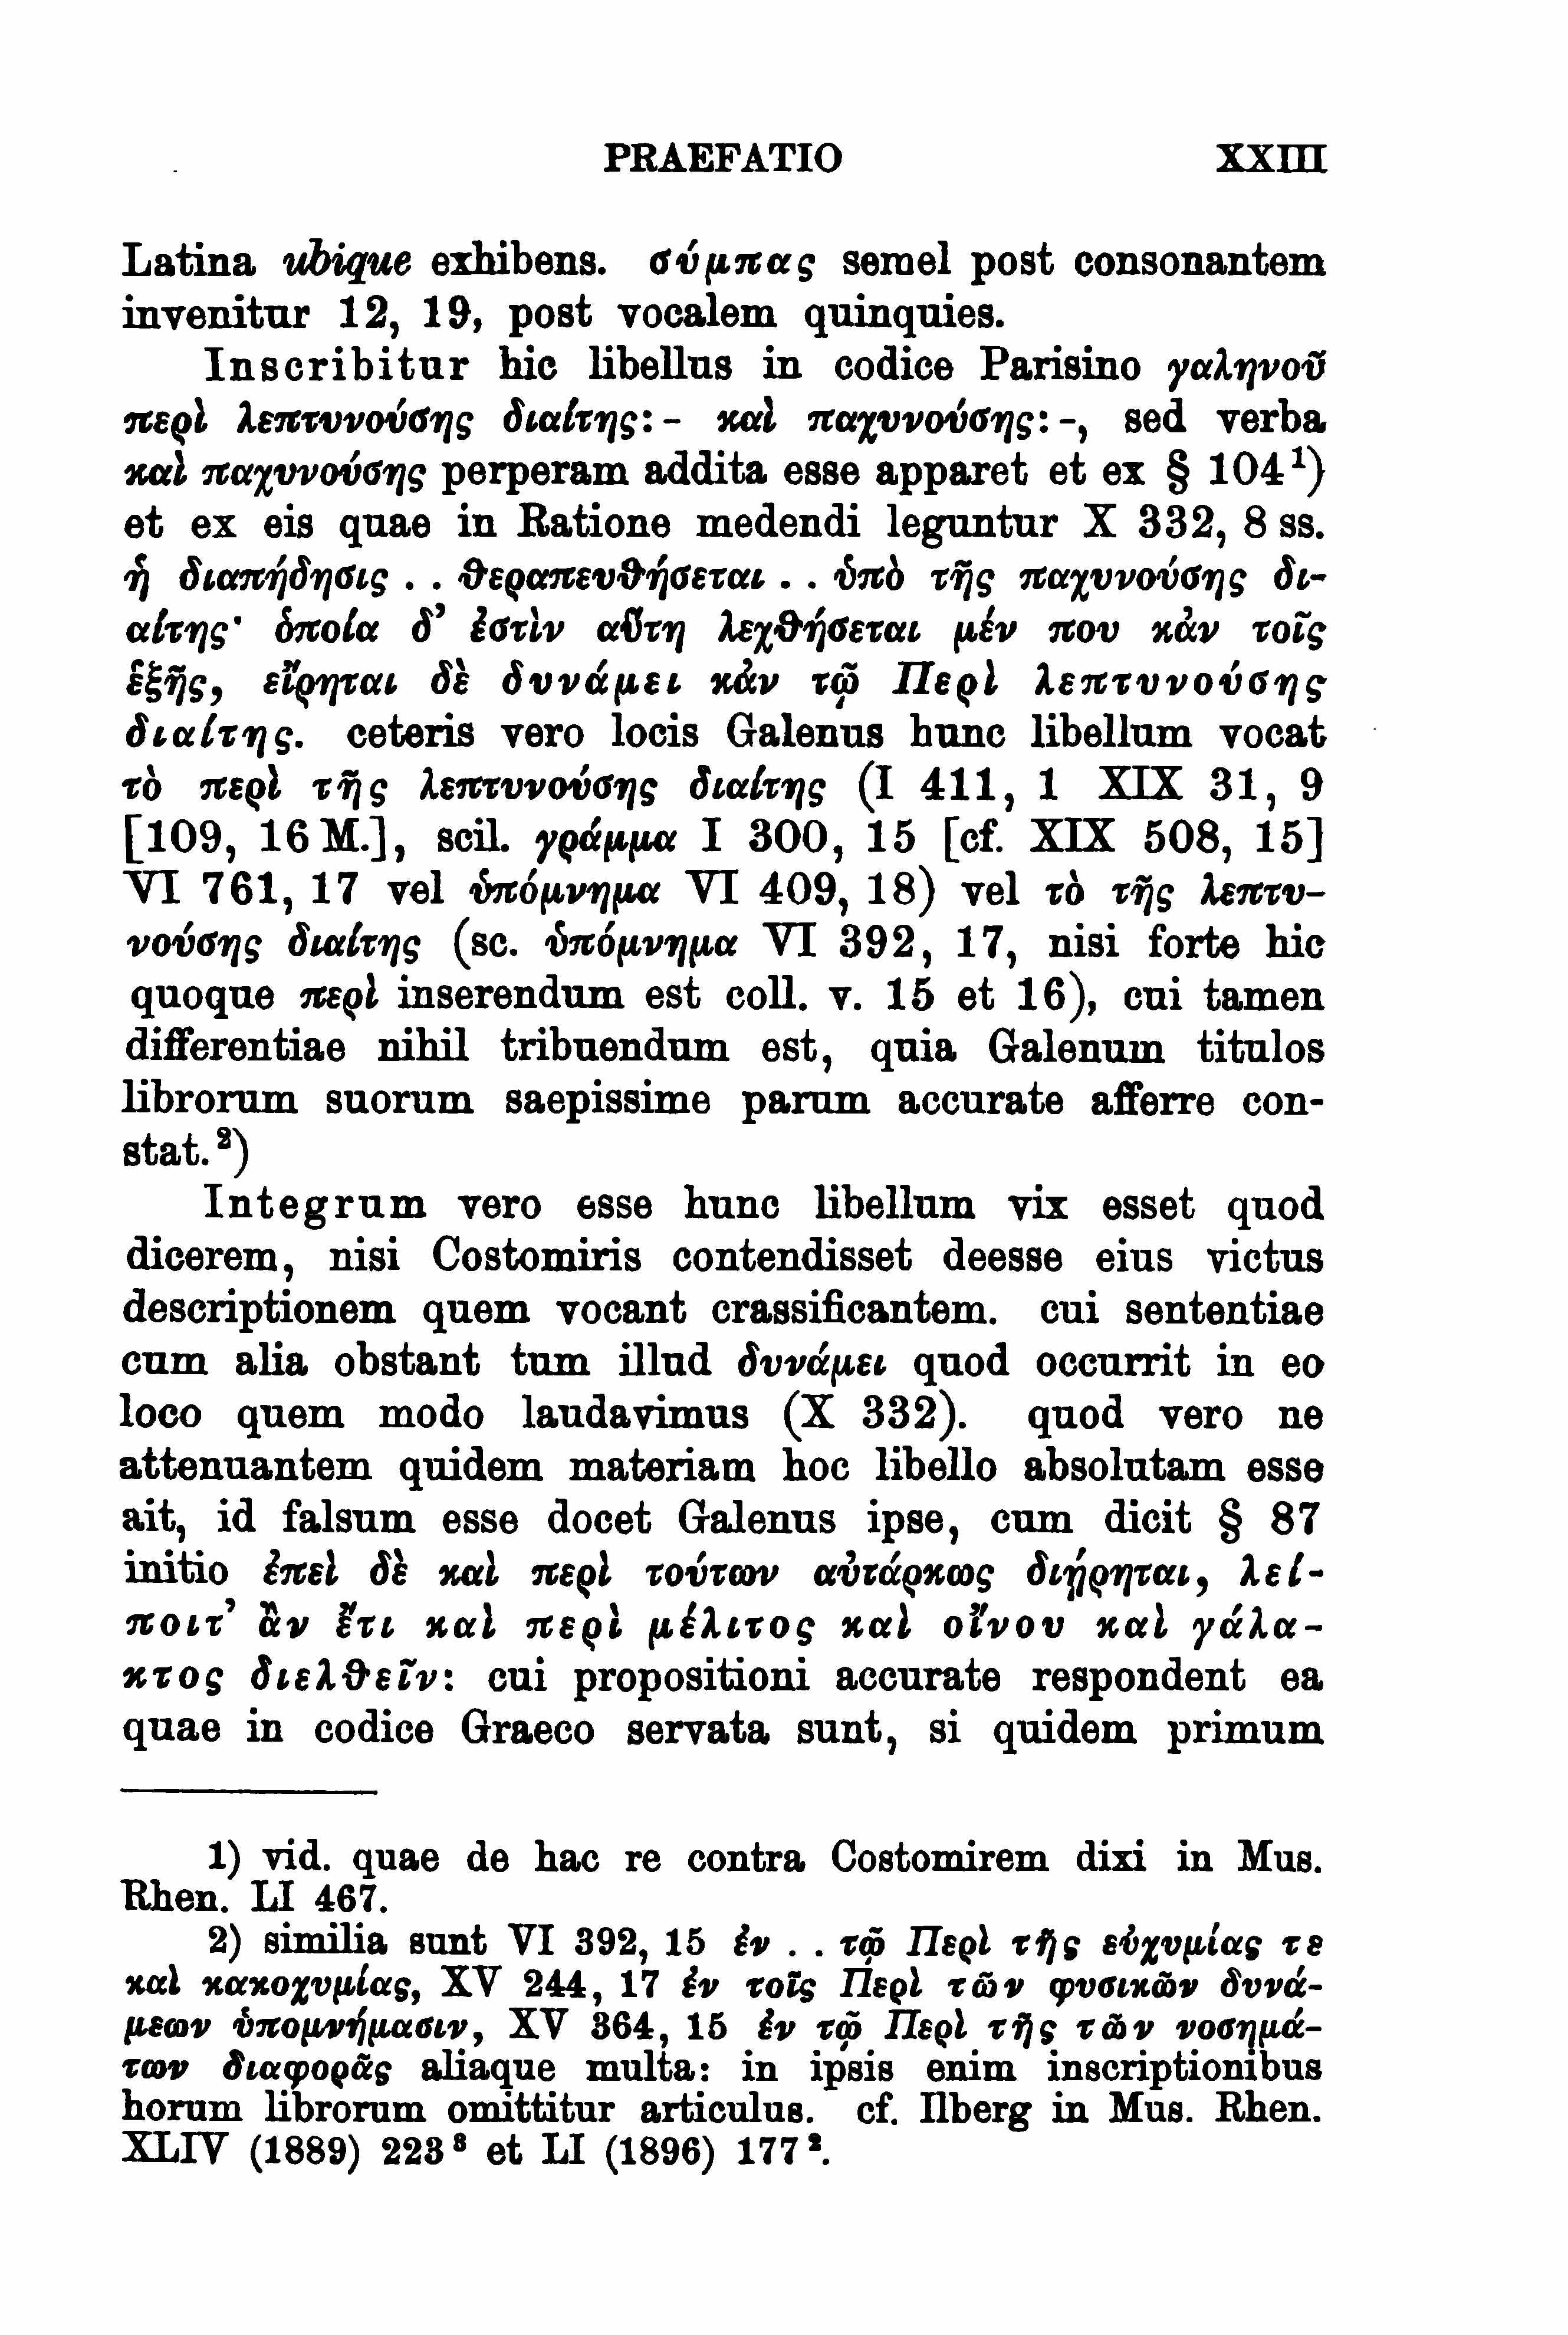 PRAEFATIO XXIII
Latina ubique exhibens. σύμπας semel post consonantem
invenitur 12, 19, post vocalem quinquies.
Inscribitur hic libellus in codice Parisino γαληνοῦ
περὶ λεπτυνούσης διαίτης: - καὶ παχυνούσης: -, sed verba
καὶ παχυνούσης perperam addita esse apparet et ex § 104¹)
et ex eis quae in Ratione medendi leguntur X 332, 8 ss.
ἡ διαπήδησις . . θεραπευθήσεται . . ὑπὸ τῆς παχυνούσης δι-
αίτης· ὁποία δ’ ἐστὶν αὕτη λεχθήσεται μέν που κἀν τοῖς
ἑξῆς, εἴρηται δὲ δυνάμει κἀν τῷ Περὶ λεπτυνούσης
διαίτης. ceteris vero locis Galenus hunc libellum vocat
τὸ περὶ τῆς λεπτυνούσης διαίτης (I 411, 1 XIX 31, 9
[109, 16 M.], scil. γράμμα I 300, 15 [cf. XIX 508, 15]
VI 761, 17 vel ὑπόμνημα VI 409, 18) vel τὸ τῆς λεπτυ-
νούσης διαίτης (sc. ὑπόμνημα VI 392, 17, nisi forte hic
quoque περὶ inserendum est coll. v. 15 et 16), cui tamen
differentiae nihil tribuendum est, quia Galenum titulos
librorum suorum saepissime parum accurate afferre con-
stat.²)
Integrum vero esse hunc libellum vix esset quod
dicerem, nisi Costomiris contendisset deesse eius victus
descriptionem quem vocant crassificantem. cui sententiae
cum alia obstant tum illud δυνάμει quod occurrit in eo
loco quem modo laudavimus (X 332). quod vero ne
attenuantem quidem materiam hoc libello absolutam esse
ait, id falsum esse docet Galenus ipse, cum dicit § 87
initio ἐπεὶ δὲ καὶ περὶ τούτων αὐτάρκως διῄρηται, λεί-
ποιτ’ ἂν ἔτι καὶ περὶ μέλιτος καὶ οἴνου καὶ γάλα-
κτος διελθεῖν: cui propositioni accurate respondent ea
quae in codice Graeco servata sunt, si quidem primum
1) vid. quae de hac re contra Costomirem dixi in Mus.
Rhen. LI 467.
2) similia sunt VI 392, 15 ἐν . . τῷ Περὶ τῆς εὐχυμίας τε
καὶ κακοχυμίας, XV 244, 17 ἐν τοῖς Περὶ τῶν φυσικῶν δυνά-
μεων ὑπομνήμασιν, XV 364, 15 ἐν τῷ Περὶ τῆς τῶν νοσημά-
των διαφορᾶς aliaque multa: in ipsis enim inscriptionibus
horum librorum omittitur articulus. cf. Ilberg in Mus. Rhen.
XLIV (1889) 223³ et LI (1896) 177².